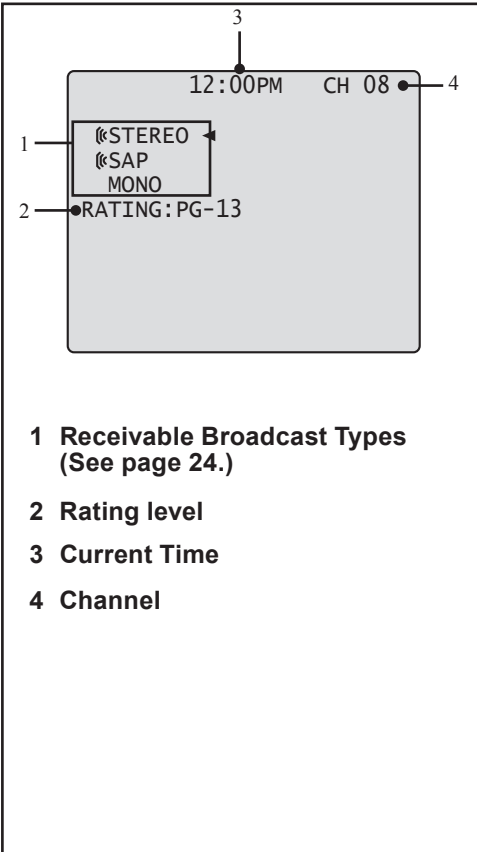 3
12:00PM CH 08 4
1 STEREO
SAP
MONO
2 RATING:PG-13
1 Receivable Broadcast Types
(See page 24.)
2 Rating level
3 Current Time
4 Channel